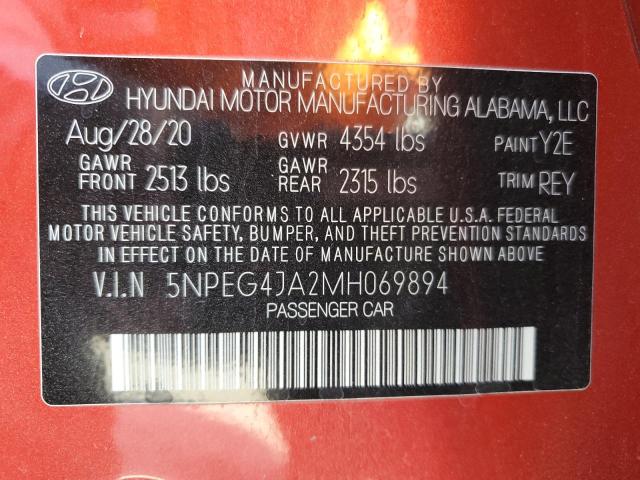 MANUFACTURED BY
HYUNDAI MOTOR MANUFACTURING ALABAMA, LLC
Aug/28/20 GVWR 4354 lbs PAINT Y2E
GAWR FRONT 2513 lbs GAWR REAR 2315 lbs TRIM REY
THIS VEHICLE CONFORMS TO ALL APPLICABLE U.S.A. FEDERAL
MOTOR VEHICLE SAFETY, BUMPER, AND THEFT PREVENTION STANDARDS
IN EFFECT ON THE DATE OF MANUFACTURE SHOWN ABOVE
V.I.N 5NPEG4JA2MH069894
PASSENGER CAR